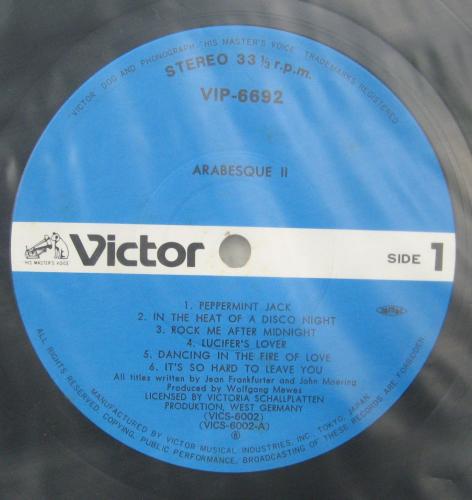 "VICTOR DOG AND PHONOGRAPH, "HIS MASTER'S VOICE" TRADEMARKS REGISTERED
STEREO 33 1/3 r.p.m.
VIP-6692
ARABESQUE II
HIS MASTER'S VOICE
Victor
SIDE 1
1. PEPPERMINT JACK
2. IN THE HEAT OF A DISCO NIGHT
3. ROCK ME AFTER MIDNIGHT
4. LUCIFER'S LOVER
5. DANCING IN THE FIRE OF LOVE
6. IT'S SO HARD TO LEAVE YOU
All titles written by Jean Frankfurter and John Moering
Produced by Wolfgang Mewes
LICENSED BY VICTORIA SCHALLPLATTEN
PRODUKTION, WEST GERMANY
(VICS-6002)
(VICS-6002-A)
Ⓟ
MANUFACTURED BY VICTOR MUSICAL INDUSTRIES, INC. TOKYO, JAPAN
ALL RIGHTS RESERVED. COPYING, PUBLIC PERFORMANCE, BROADCASTING OF THESE RECORDS ARE FORBIDDEN